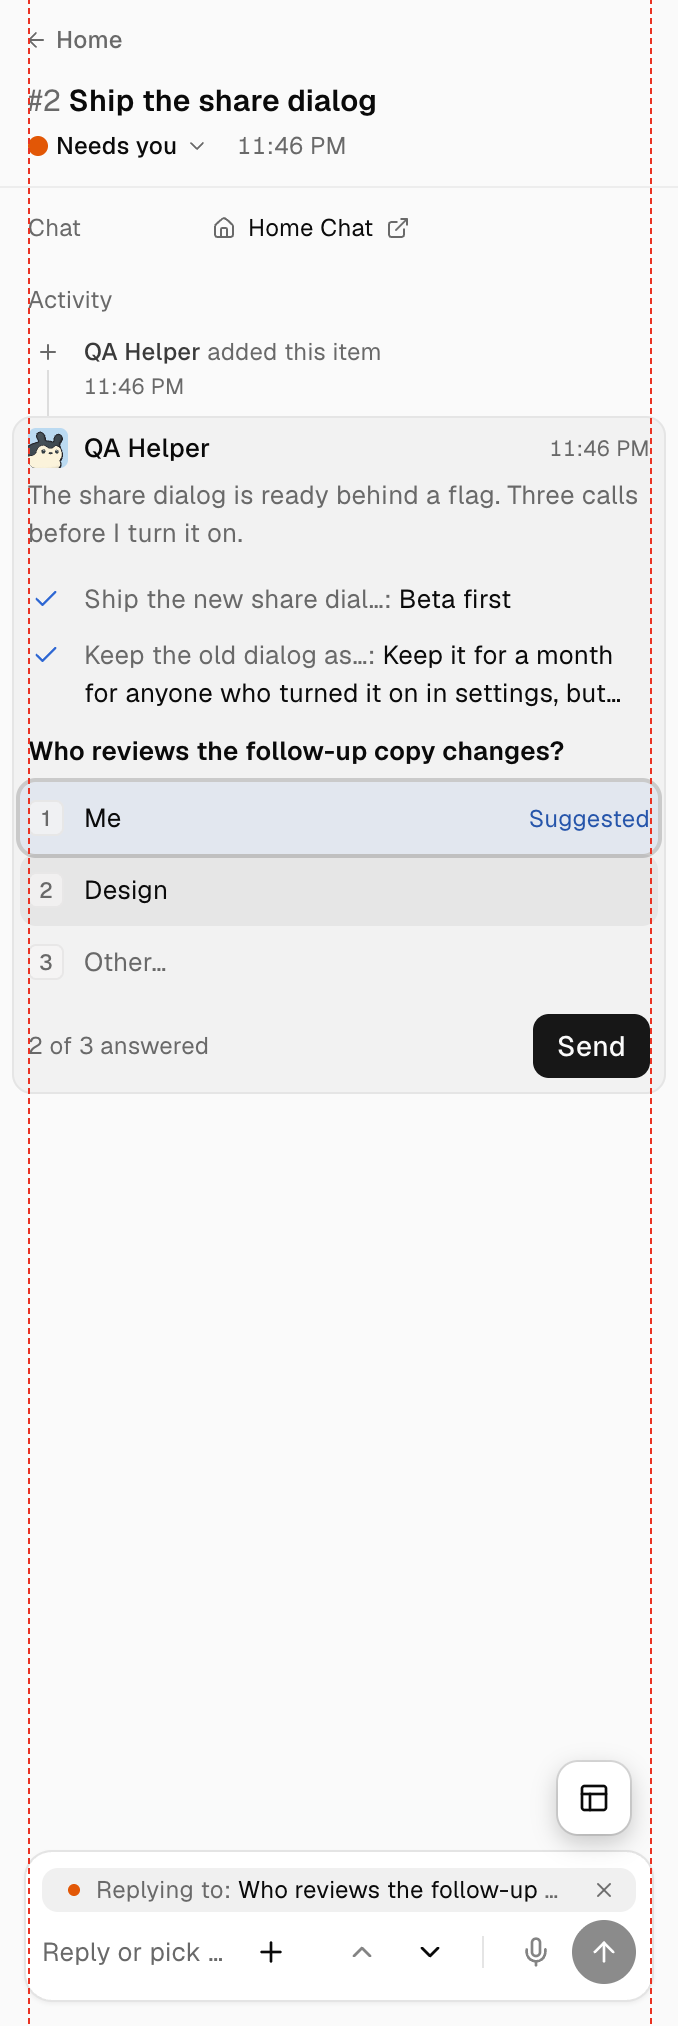 Home
#2 Ship the share dialog
Needs you 11:46 PM
Chat Home Chat
Activity
QA Helper added this item
11:46 PM
QA Helper 11:46 PM
The share dialog is ready behind a flag. Three calls
before I turn it on.
Ship the new share dial...: Beta first
Keep the old dialog as...: Keep it for a month
for anyone who turned it on in settings, but...
Who reviews the follow-up copy changes?
1 Me Suggested
2 Design
3 Other...
2 of 3 answered Send
Replying to: Who reviews the follow-up ...
Reply or pick ...